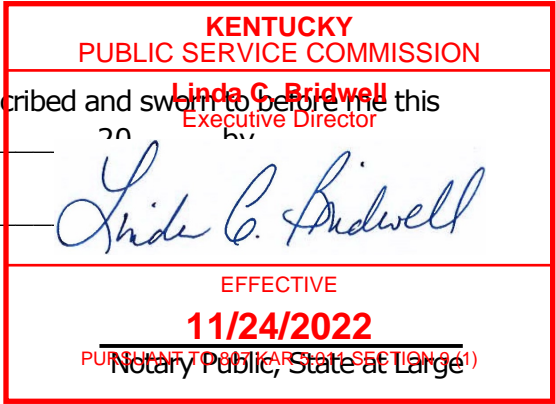 KENTUCKY
PUBLIC SERVICE COMMISSION
Linda C. Bridwell
cribed and sworn to before me this
Executive Director
20 by
Linda C. Bridwell
EFFECTIVE
11/24/2022
PURSUANT TO 807 KAR 5:011 SECTION 9 (1)
Notary Public, State at Large